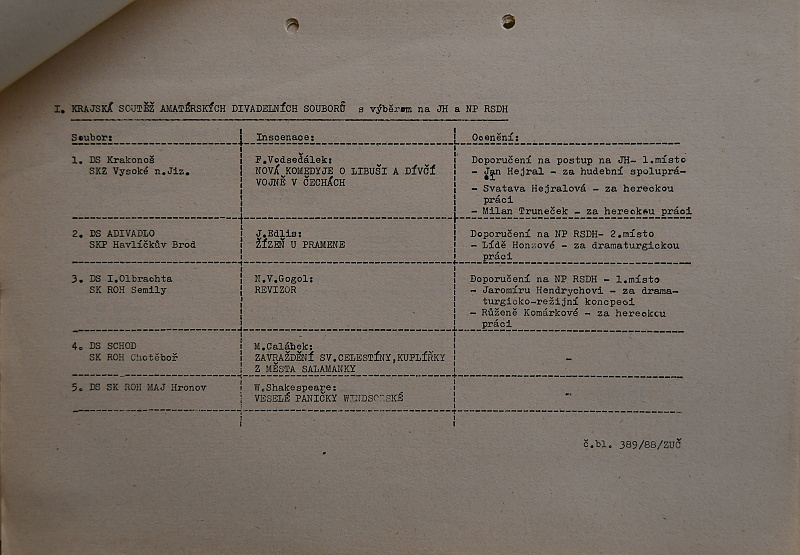 I. KRAJSKÁ SOUTĚŽ AMATÉRSKÝCH DIVADELNÍCH SOUBORŮ s výběrem na JH a NP RSDH
Soubor: Inscenace: Ocenění:
1. DS Krakonoš F.Vodseďálek: Doporučení na postup na JH- 1.místo
SKZ Vysoké n.Jiz. NOVÁ KOMEDYJE O LIBUŠI A DÍVČÍ - Jan Hejral - za hudební spoluprá-
VOJNĚ V ČECHÁCH
- Svatava Hejralová - za hereckou
práci
- Milan Truneček - za hereckou práci
2. DS ADIVADLO J.Edlis: Doporučení na NP RSDH- 2.místo
SKP Havlíčkův Brod ŽÍZEŇ U PRAMENE - Lídě Honzové - za dramaturgickou
práci
3. DS I.Olbrachta N.V.Gogol: Doporučení na NP RSDH - 1.místo
SK ROH Semily REVIZOR - Jaromíru Hendrychovi - za drama-
turgicko-režijní koncpeci
- Růženě Komárkové - za hereckou
práci
4. DS SCHOD M.Calábek:
SK ROH Chotěboř ZAVRAŽDĚNÍ SV.CELESTÍNY,KUPLÍŘKY -
Z MĚSTA SALAMANKY
5. DS SK ROH MAJ Hronov W.Shakespeare: -
VESELÉ PANIČKY WINDSORSKÉ
č.bl. 389/88/ZUČ